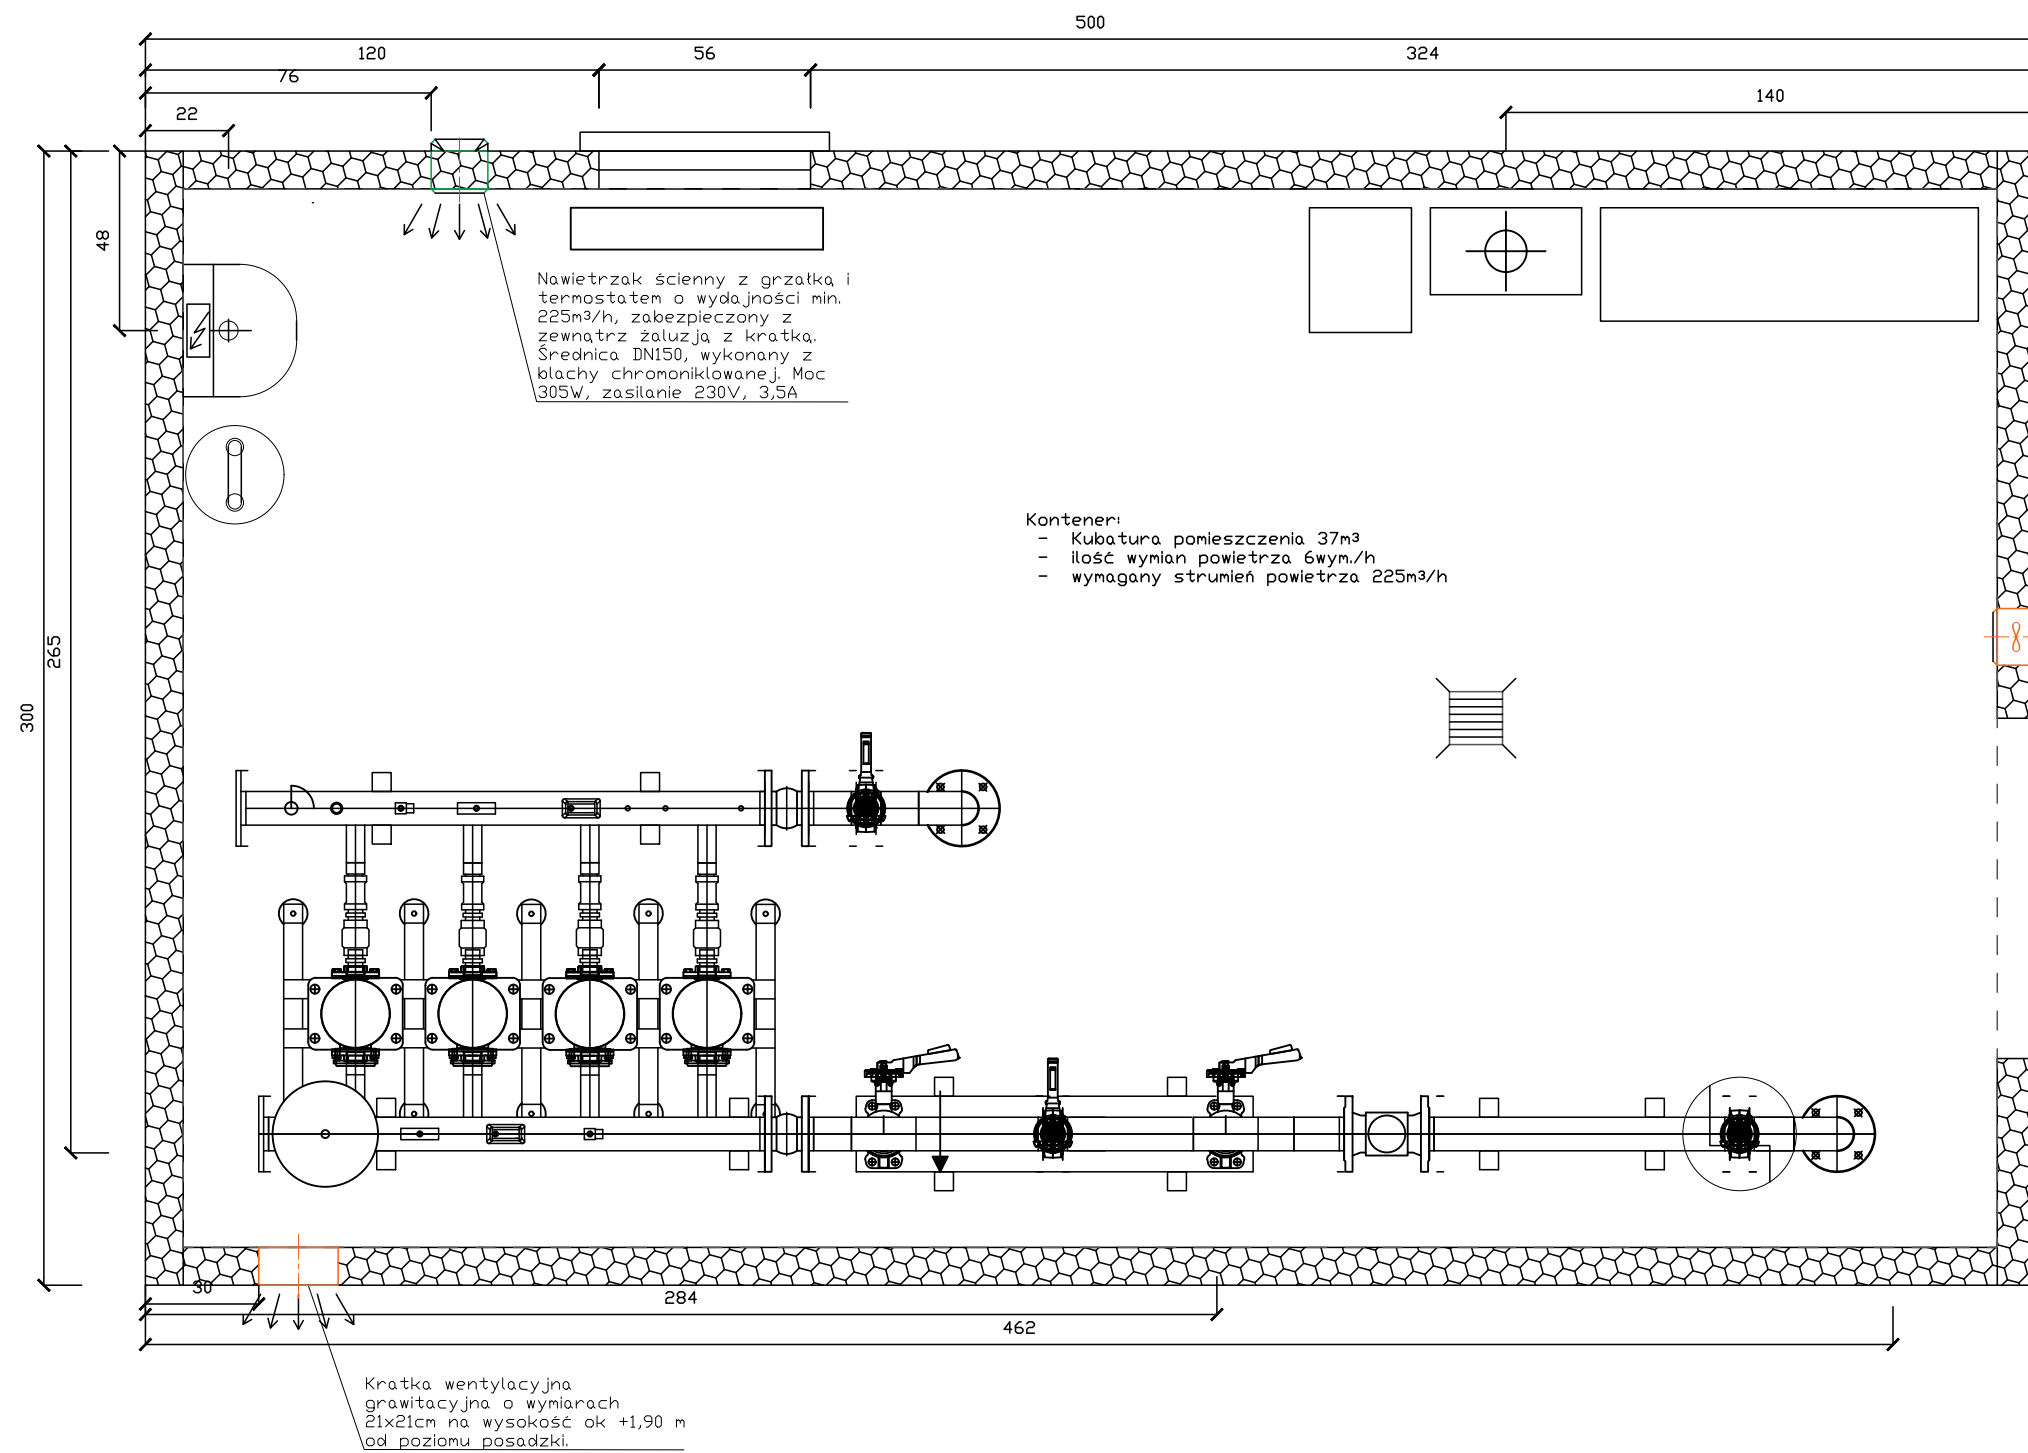 500
120
56
324
76
140
22
48
Nawietrzak ścienny z grzałką i
termostatem o wydajności min.
225m³/h, zabezpieczony z
zewnątrz żaluzją z kratką.
Średnica DN150, wykonany z
blachy chromoniklowanej. Moc
305W, zasilanie 230V, 3,5A
Kontener:
- Kubatura pomieszczenia 37m³
- ilość wymian powietrza 6wym./h
- wymagany strumień powietrza 225m³/h
265
300
30
284
462
Kratka wentylacyjna
grawitacyjna o wymiarach
21x21cm na wysokość ok +1,90 m
od poziomu posadzki.